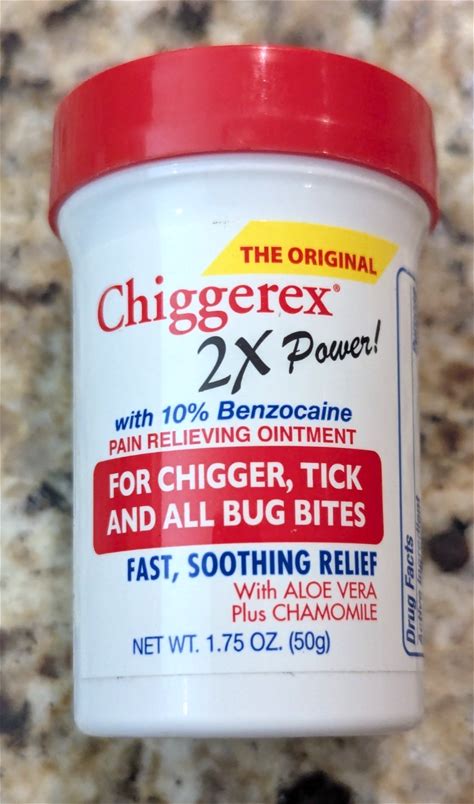 THE ORIGINAL
Chiggerex®
2X Power!
with 10% Benzocaine
PAIN RELIEVING OINTMENT
FOR CHIGGER, TICK
AND ALL BUG BITES
FAST, SOOTHING RELIEF
With ALOE VERA
Plus CHAMOMILE
NET WT. 1.75 OZ. (50g)
Drug Facts